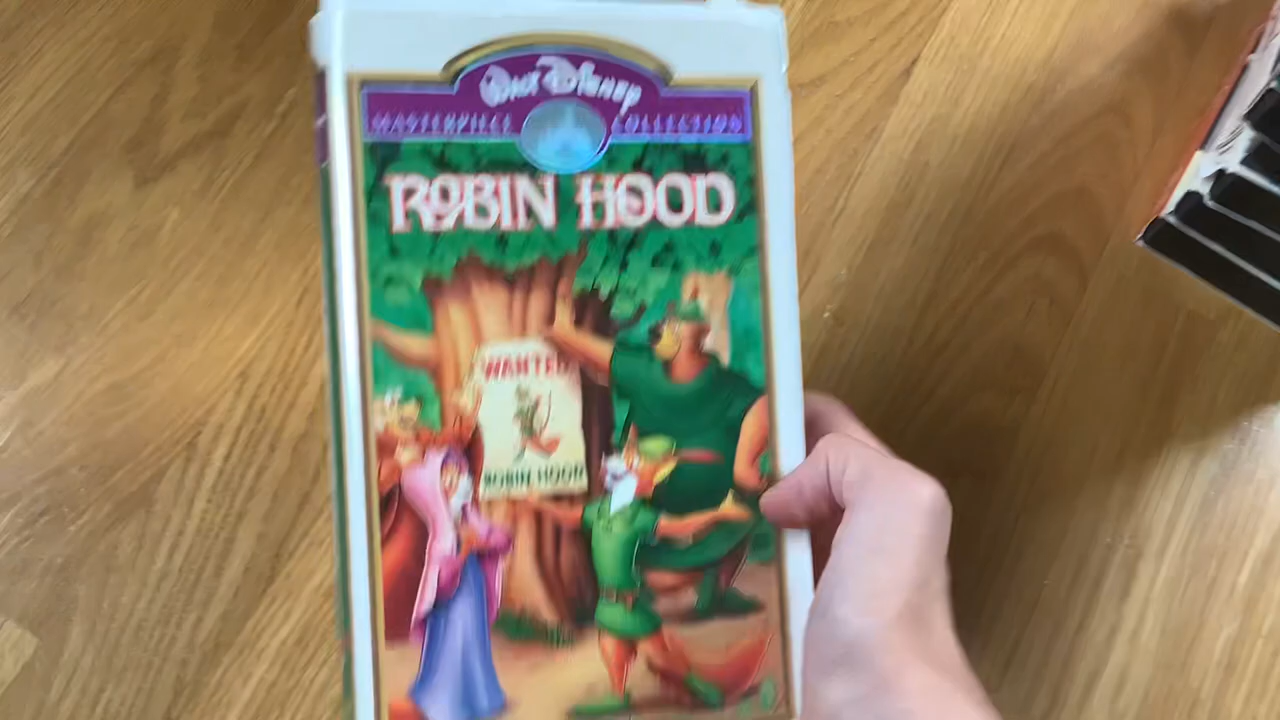 WALT DISNEY
MASTERPIECE COLLECTION
ROBIN HOOD
WANTED
ROBIN HOOD